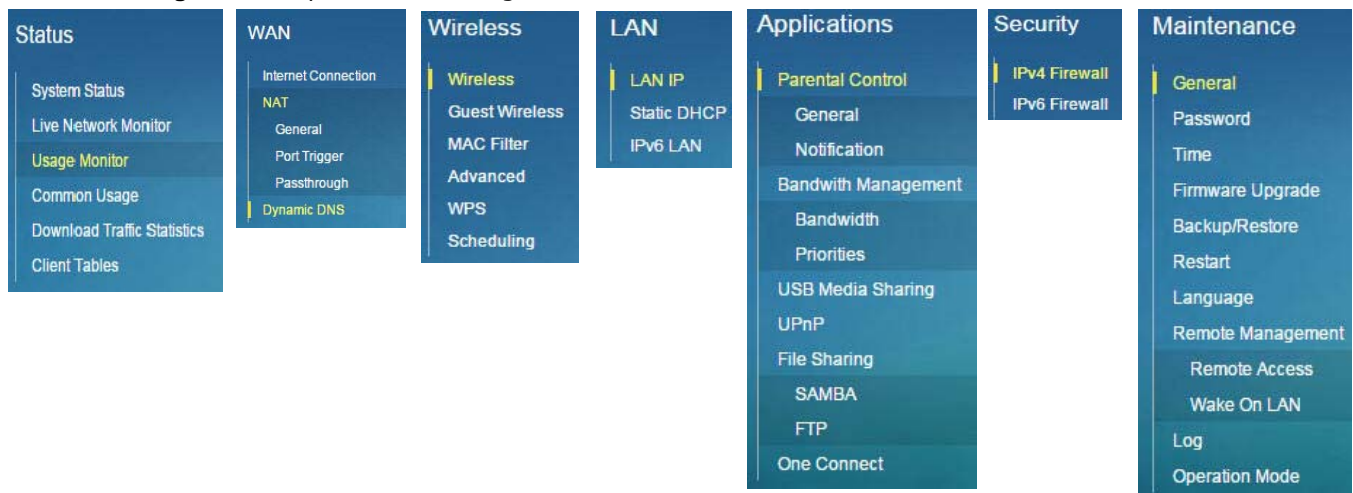 Status
System Status
Live Network Monitor
Usage Monitor
Common Usage
Download Traffic Statistics
Client Tables
WAN
Internet Connection
NAT
General
Port Trigger
Passthrough
Dynamic DNS
Wireless
Wireless
Guest Wireless
MAC Filter
Advanced
WPS
Scheduling
LAN
LAN IP
Static DHCP
IPv6 LAN
Applications
Parental Control
General
Notification
Bandwith Management
Bandwidth
Priorities
USB Media Sharing
UPnP
File Sharing
SAMBA
FTP
One Connect
Security
IPv4 Firewall
IPv6 Firewall
Maintenance
General
Password
Time
Firmware Upgrade
Backup/Restore
Restart
Language
Remote Management
Remote Access
Wake On LAN
Log
Operation Mode